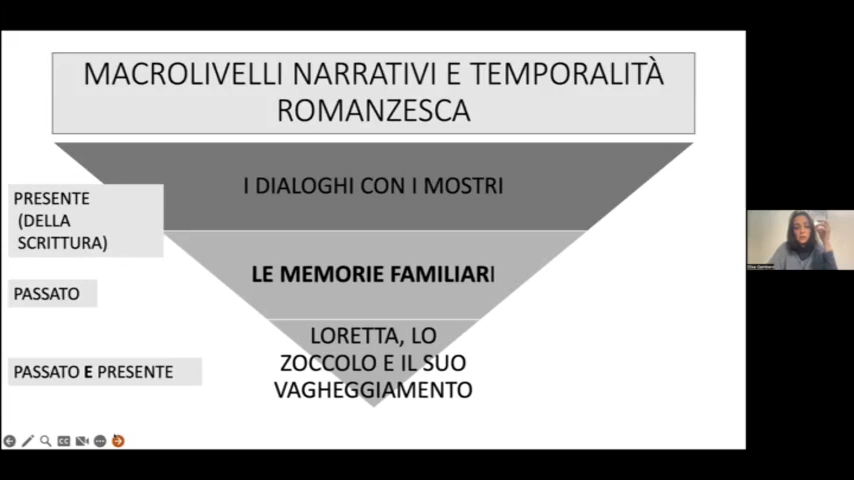 MACROLIVELLI NARRATIVI E TEMPORALITÀ
ROMANZESCA
I DIALOGHI CON I MOSTRI
PRESENTE
(DELLA
SCRITTURA)
LE MEMORIE FAMILIARI
PASSATO
LORETTA, LO
ZOCCOLO E IL SUO
VAGHEGGIAMENTO
PASSATO E PRESENTE
CC